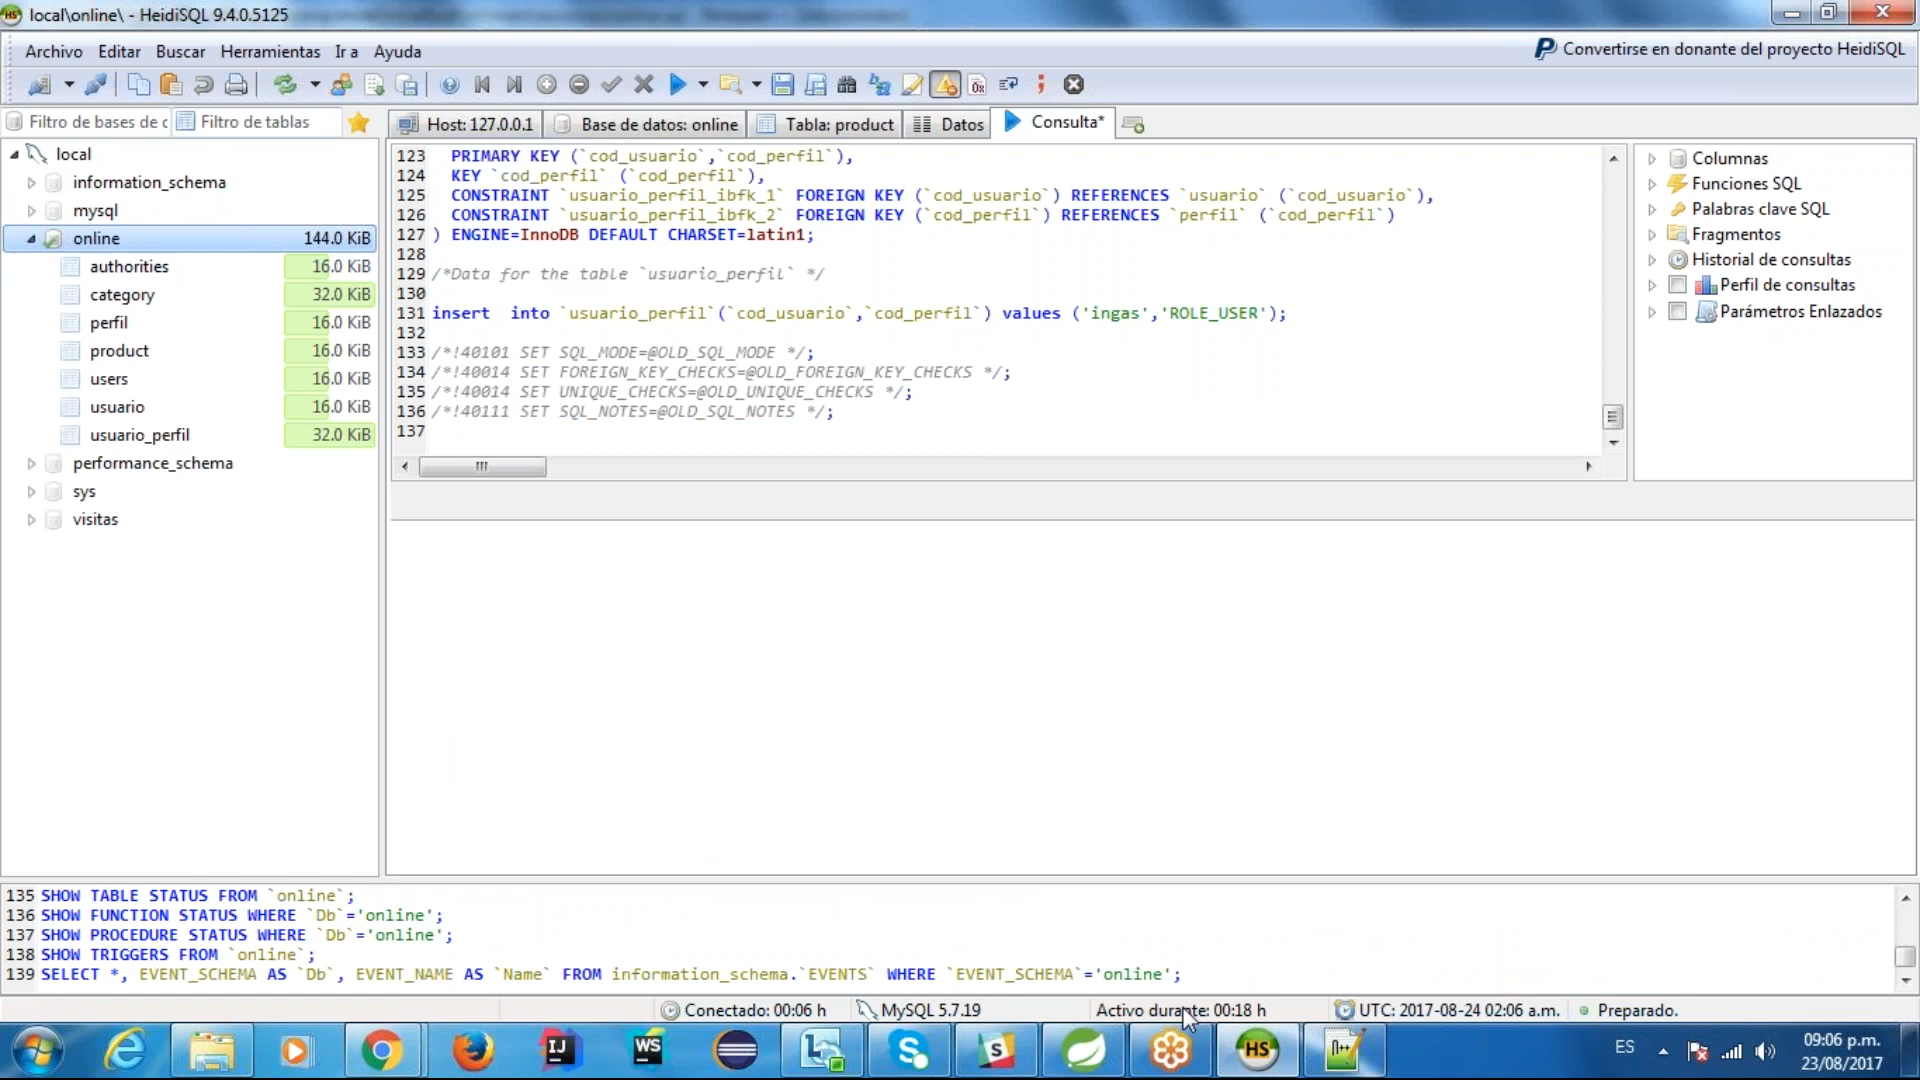 local\online\ - HeidiSQL 9.4.0.5125
Archivo Editar Buscar Herramientas Ir a Ayuda
Convertirse en donante del proyecto HeidiSQL
Filtro de bases de c Filtro de tablas
Host: 127.0.0.1 Base de datos: online Tabla: product Datos Consulta*
local
information_schema
mysql
online 144.0 KiB
authorities 16.0 KiB
category 32.0 KiB
perfil 16.0 KiB
product 16.0 KiB
users 16.0 KiB
usuario 16.0 KiB
usuario_perfil 32.0 KiB
performance_schema
sys
visitas
123 PRIMARY KEY (`cod_usuario`,`cod_perfil`),
124 KEY `cod_perfil` (`cod_perfil`),
125 CONSTRAINT `usuario_perfil_ibfk_1` FOREIGN KEY (`cod_usuario`) REFERENCES `usuario` (`cod_usuario`),
126 CONSTRAINT `usuario_perfil_ibfk_2` FOREIGN KEY (`cod_perfil`) REFERENCES `perfil` (`cod_perfil`)
127 ) ENGINE=InnoDB DEFAULT CHARSET=latin1;
128
129 /*Data for the table `usuario_perfil` */
130
131 insert  into `usuario_perfil`(`cod_usuario`,`cod_perfil`) values ('ingas','ROLE_USER');
132
133 /*!40101 SET SQL_MODE=@OLD_SQL_MODE */;
134 /*!40014 SET FOREIGN_KEY_CHECKS=@OLD_FOREIGN_KEY_CHECKS */;
135 /*!40014 SET UNIQUE_CHECKS=@OLD_UNIQUE_CHECKS */;
136 /*!40111 SET SQL_NOTES=@OLD_SQL_NOTES */;
137
Columnas
Funciones SQL
Palabras clave SQL
Fragmentos
Historial de consultas
Perfil de consultas
Parámetros Enlazados
135 SHOW TABLE STATUS FROM `online`;
136 SHOW FUNCTION STATUS WHERE `Db`='online';
137 SHOW PROCEDURE STATUS WHERE `Db`='online';
138 SHOW TRIGGERS FROM `online`;
139 SELECT *, EVENT_SCHEMA AS `Db`, EVENT_NAME AS `Name` FROM information_schema.`EVENTS` WHERE `EVENT_SCHEMA`='online';
Conectado: 00:06 h MySQL 5.7.19 Activo durante: 00:18 h UTC: 2017-08-24 02:06 a.m. Preparado.
IJ WS HS ES
09:06 p.m.
23/08/2017